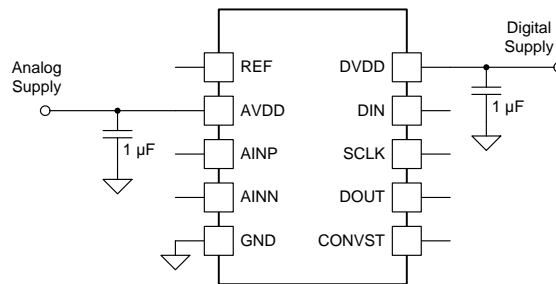 Analog
Supply
Digital
Supply
REF
DVDD
AVDD
DIN
1 µF
1 µF
AINP
SCLK
AINN
DOUT
GND
CONVST